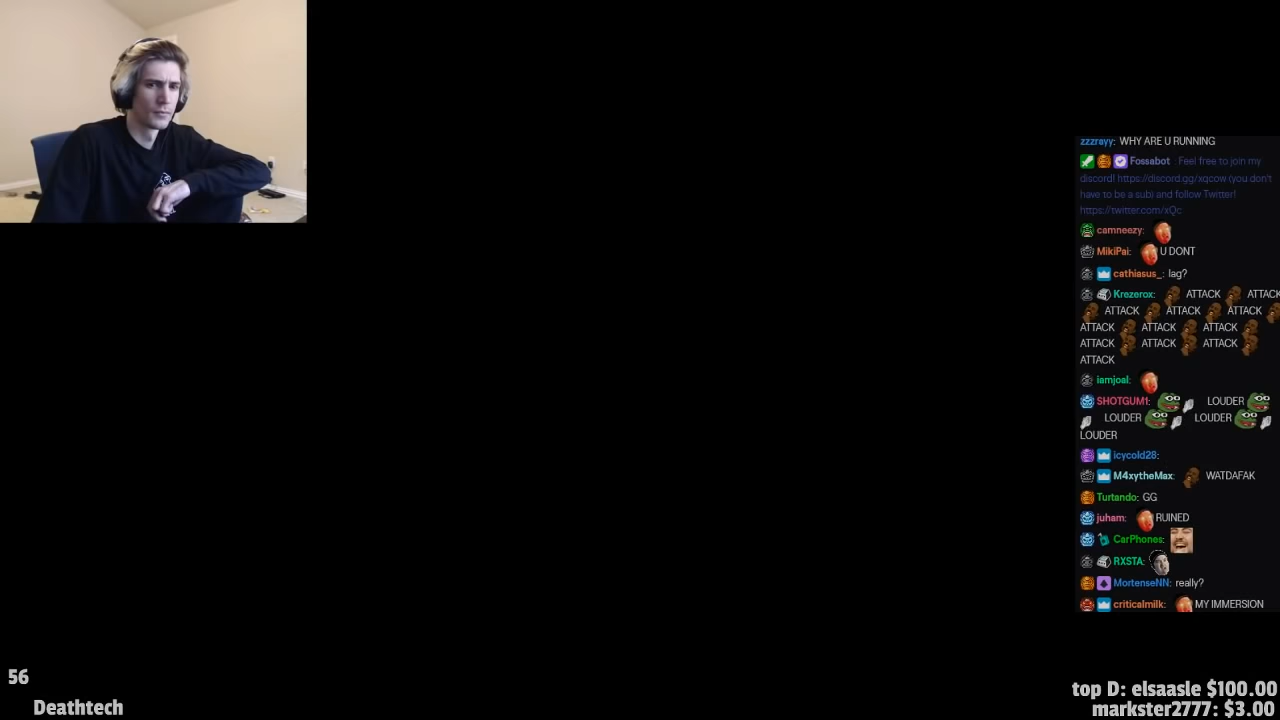 zzzrayy: WHY ARE U RUNNING
Fossabot : Feel free to join my
discord! https://discord.gg/xqcow (you don't
have to be a sub) and follow Twitter!
https://twitter.com/xQc
camneezy:
MikiPai: U DONT
cathiasus_: lag?
Krezerox: ATTACK ATTACK
ATTACK ATTACK ATTACK
ATTACK ATTACK ATTACK
ATTACK ATTACK ATTACK
ATTACK
iamjoal:
SHOTGUM1: LOUDER
LOUDER LOUDER
LOUDER
icycold28:
M4xytheMax: WATDAFAK
Turtando: GG
juham: RUINED
CarPhones:
RXSTA:
MortenseNN: really?
criticalmilk: MY IMMERSION
56
Deathtech
top D: elsaasle $100.00
markster2777: $3.00